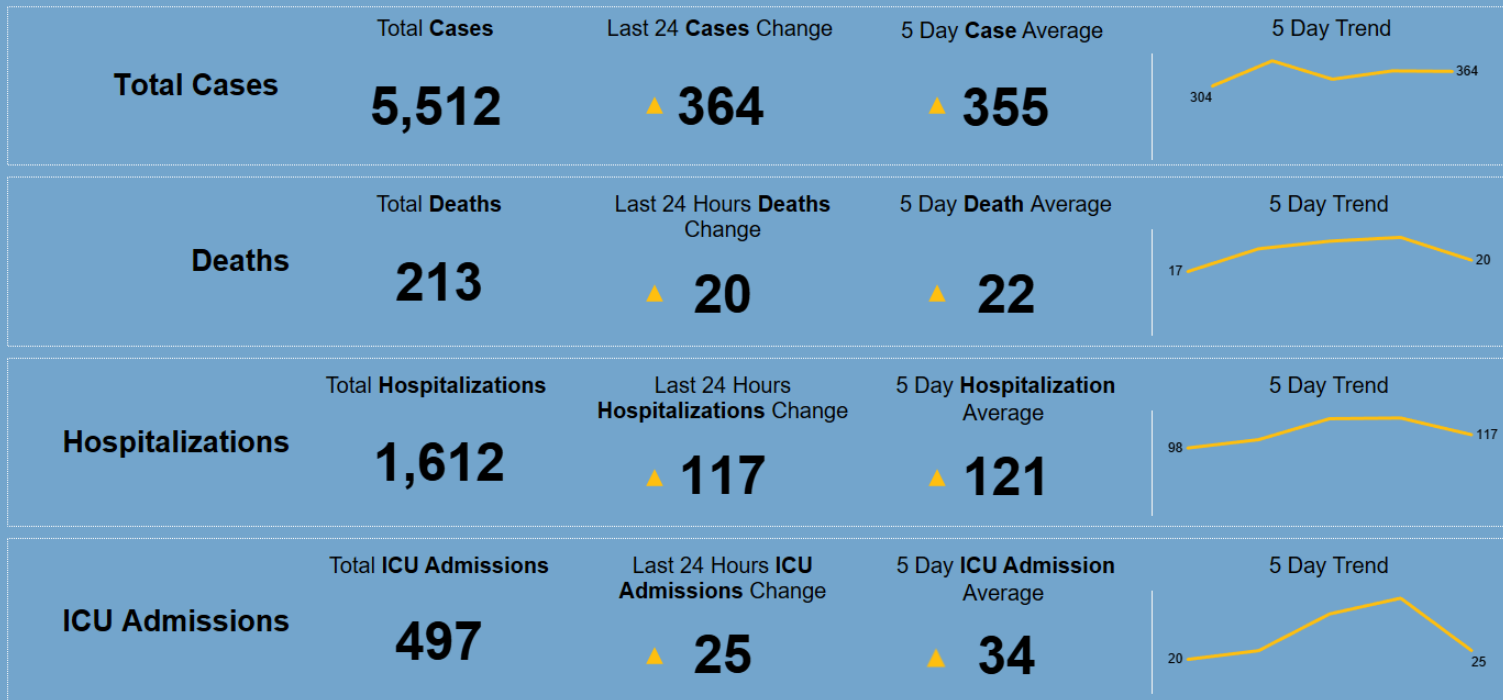 Total Cases
Total Cases
5,512
Last 24 Cases Change
▲ 364
5 Day Case Average
▲ 355
5 Day Trend
304
364
Deaths
Total Deaths
213
Last 24 Hours Deaths
Change
▲ 20
5 Day Death Average
▲ 22
5 Day Trend
17
20
Hospitalizations
Total Hospitalizations
1,612
Last 24 Hours
Hospitalizations Change
▲ 117
5 Day Hospitalization
Average
▲ 121
5 Day Trend
98
117
ICU Admissions
Total ICU Admissions
497
Last 24 Hours ICU
Admissions Change
▲ 25
5 Day ICU Admission
Average
▲ 34
5 Day Trend
20
25